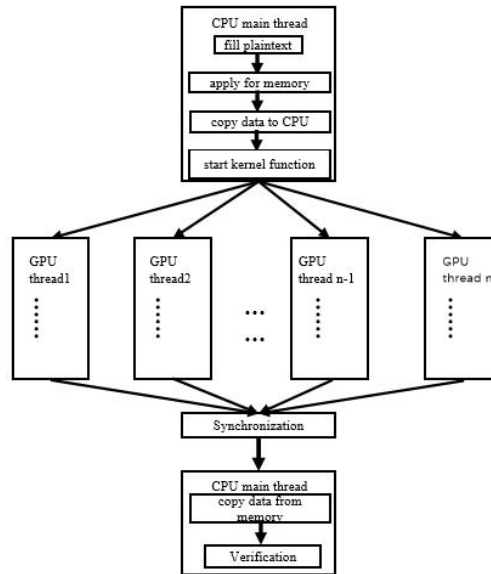 CPU main thread
fill plaintext
apply for memory
copy data to CPU
start kernel function
GPU
thread1
GPU
thread2
... 
...
GPU
thread n-1
GPU
thread n
Synchronization
CPU main thread
copy data from
memory
Verification